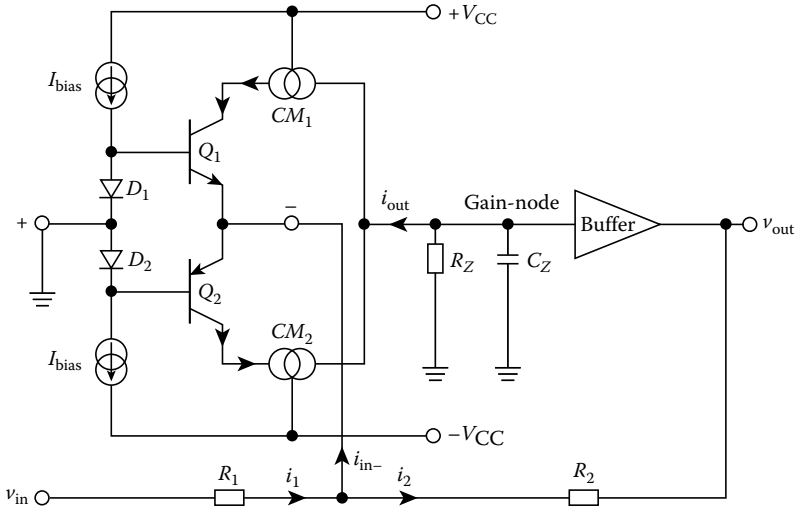 +V_CC
I_bias
CM_1
Q_1
D_1
+
−
i_out
Gain-node
Buffer
v_out
D_2
Q_2
R_Z
C_Z
CM_2
I_bias
−V_CC
i_in−
R_1
i_1
i_2
R_2
v_in